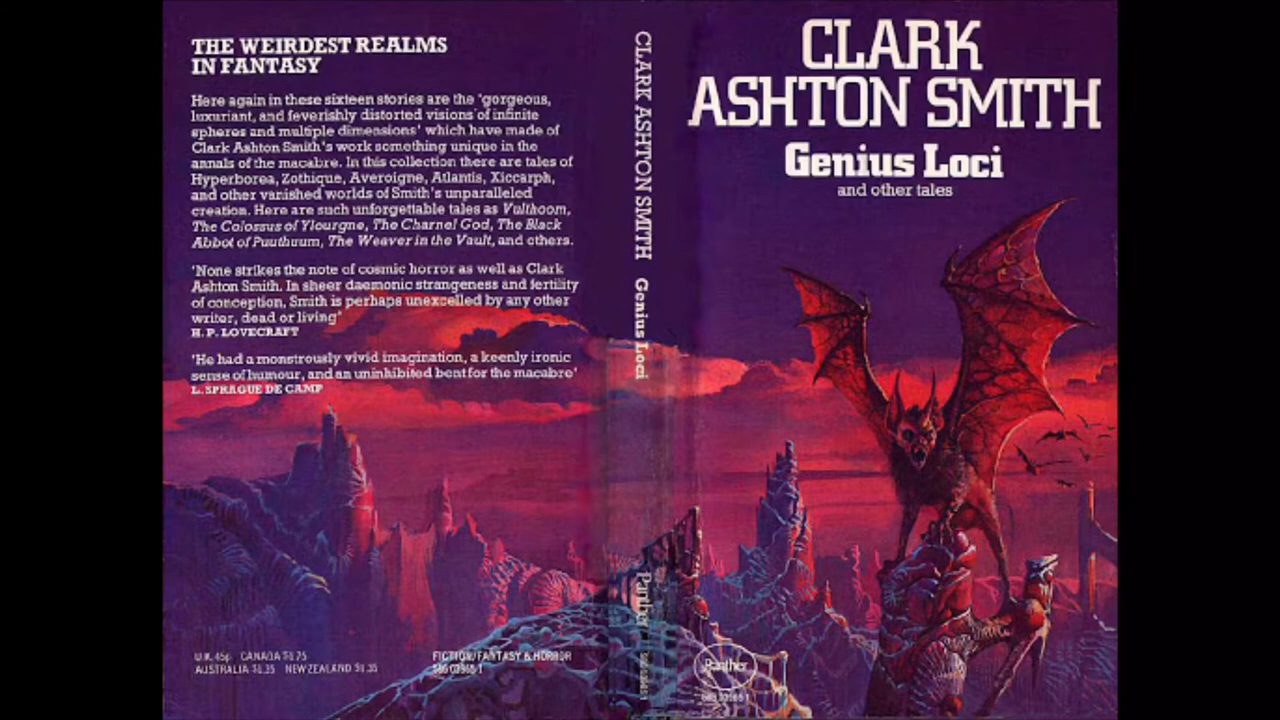 THE WEIRDEST REALMS
IN FANTASY
Here again in these sixteen stories are the 'gorgeous,
luxuriant, and feverishly distorted visions of infinite
spheres and multiple dimensions' which have made of
Clark Ashton Smith's work something unique in the
annals of the macabre. In this collection there are tales of
Hyperborea, Zothique, Averoigne, Atlantis, Xiccarph,
and other vanished worlds of Smith's unparalleled
creation. Here are such unforgettable tales as Vulthoom,
The Colossus of Ylourgne, The Charnel God, The Black
Abbot of Puuthuum, The Weaver in the Vault, and others.
'None strikes the note of cosmic horror as well as Clark
Ashton Smith. In sheer daemonic strangeness and fertility
of conception, Smith is perhaps unexcelled by any other
writer, dead or living'
H. P. LOVECRAFT
'He had a monstrously vivid imagination, a keenly ironic
sense of humour, and an uninhibited bent for the macabre'
L. SPRAGUE DE CAMP
U.K. 45p CANADA $1.75
AUSTRALIA $1.35 NEW ZEALAND $1.35
FICTION/FANTASY & HORROR
586 03965 1
CLARK ASHTON SMITH Genius Loci
Panther
CLARK
ASHTON SMITH
Genius Loci
and other tales
Panther
586 03965 1